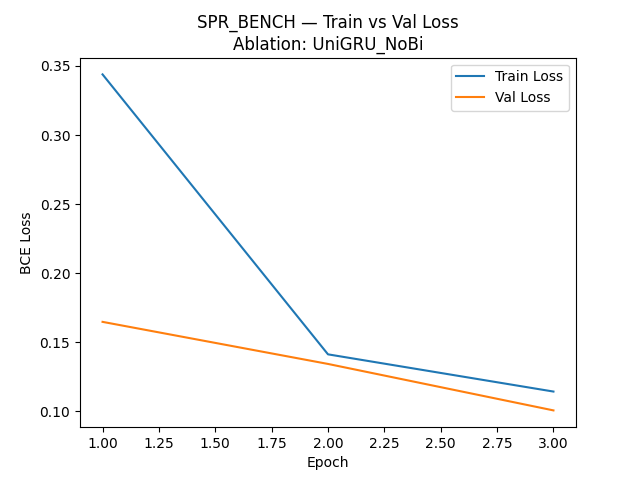 SPR_BENCH — Train vs Val Loss
Ablation: UniGRU_NoBi
Train Loss
Val Loss
BCE Loss
0.35
0.30
0.25
0.20
0.15
0.10
1.00 1.25 1.50 1.75 2.00 2.25 2.50 2.75 3.00
Epoch